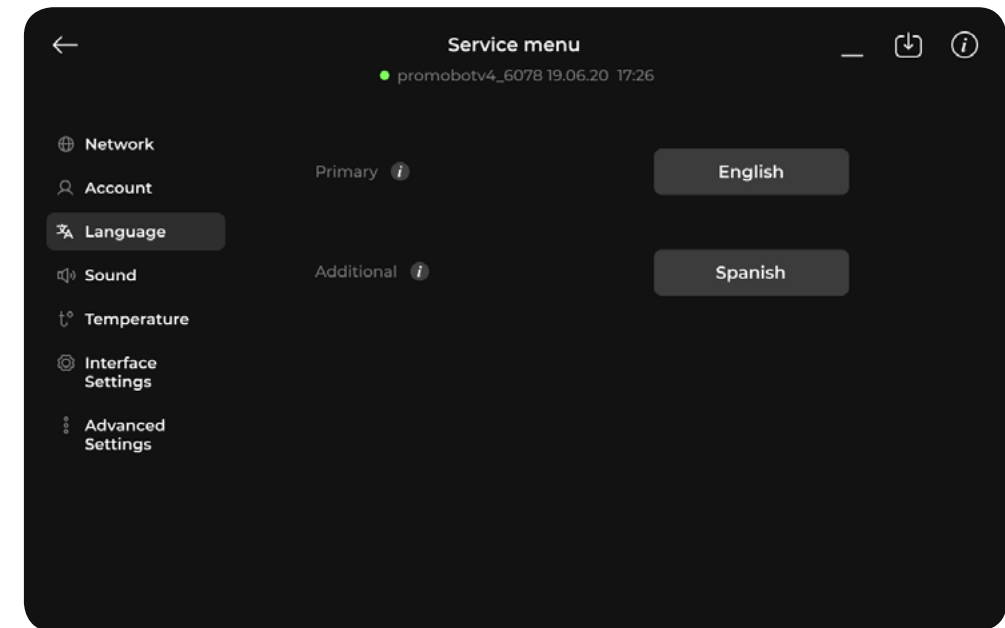 Service menu
promobotv4_6078 19.06.20 17:26
Network
Account
Language
Sound
Temperature
Interface
Settings
Advanced
Settings
Primary
English
Additional
Spanish